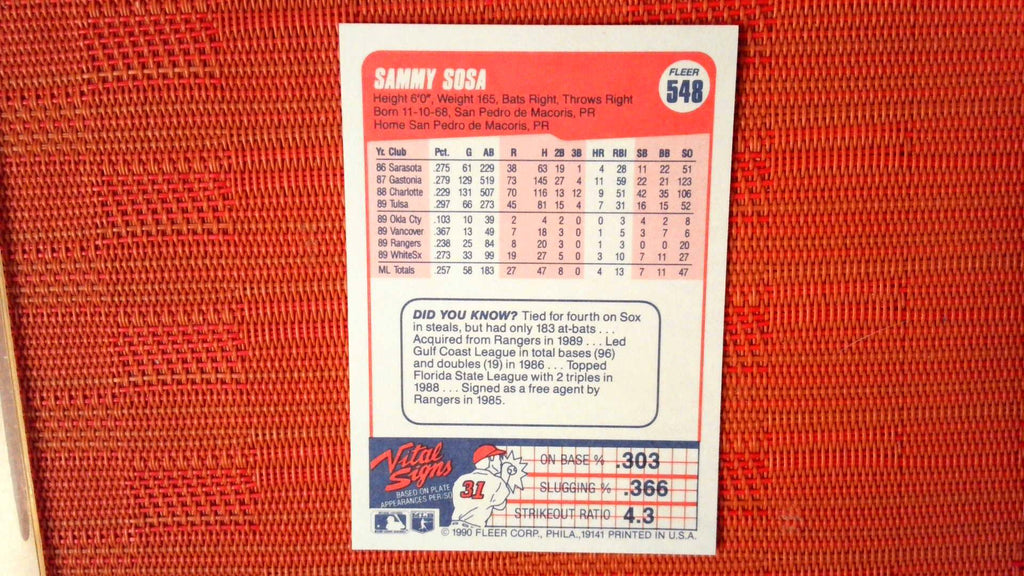 SAMMY SOSA
FLEER
548
Height 6'0", Weight 165, Bats Right, Throws Right
Born 11-10-68, San Pedro de Macoris, PR
Home San Pedro de Macoris, PR
Yr. Club Pct. G AB R H 2B 3B HR RBI SB BB SO
86 Sarasota .275 61 229 38 63 19 1 4 28 11 22 51
87 Gastonia .279 129 519 73 145 27 4 11 59 22 21 123
88 Charlotte .229 131 507 70 116 13 12 9 51 42 35 106
89 Tulsa .297 66 273 45 81 15 4 7 31 16 15 52
89 Okla Cty .103 10 39 2 4 2 0 0 3 4 2 8
89 Vancover .367 13 49 7 18 3 0 1 5 3 7 6
89 Rangers .238 25 84 8 20 3 0 1 3 0 0 20
89 WhiteSx .273 33 99 19 27 5 0 3 10 7 11 27
ML Totals .257 58 183 27 47 8 0 4 13 7 11 47
DID YOU KNOW? Tied for fourth on Sox
in steals, but had only 183 at-bats . . .
Acquired from Rangers in 1989 . . . Led
Gulf Coast League in total bases (96)
and doubles (19) in 1986 . . . Topped
Florida State League with 2 triples in
1988 . . . Signed as a free agent by
Rangers in 1985.
Vital
Signs
BASED ON PLATE
APPEARANCES PER/SO
31
ON BASE % .303
SLUGGING % .366
STRIKEOUT RATIO 4.3
© 1990 FLEER CORP., PHILA.,19141 PRINTED IN U.S.A.